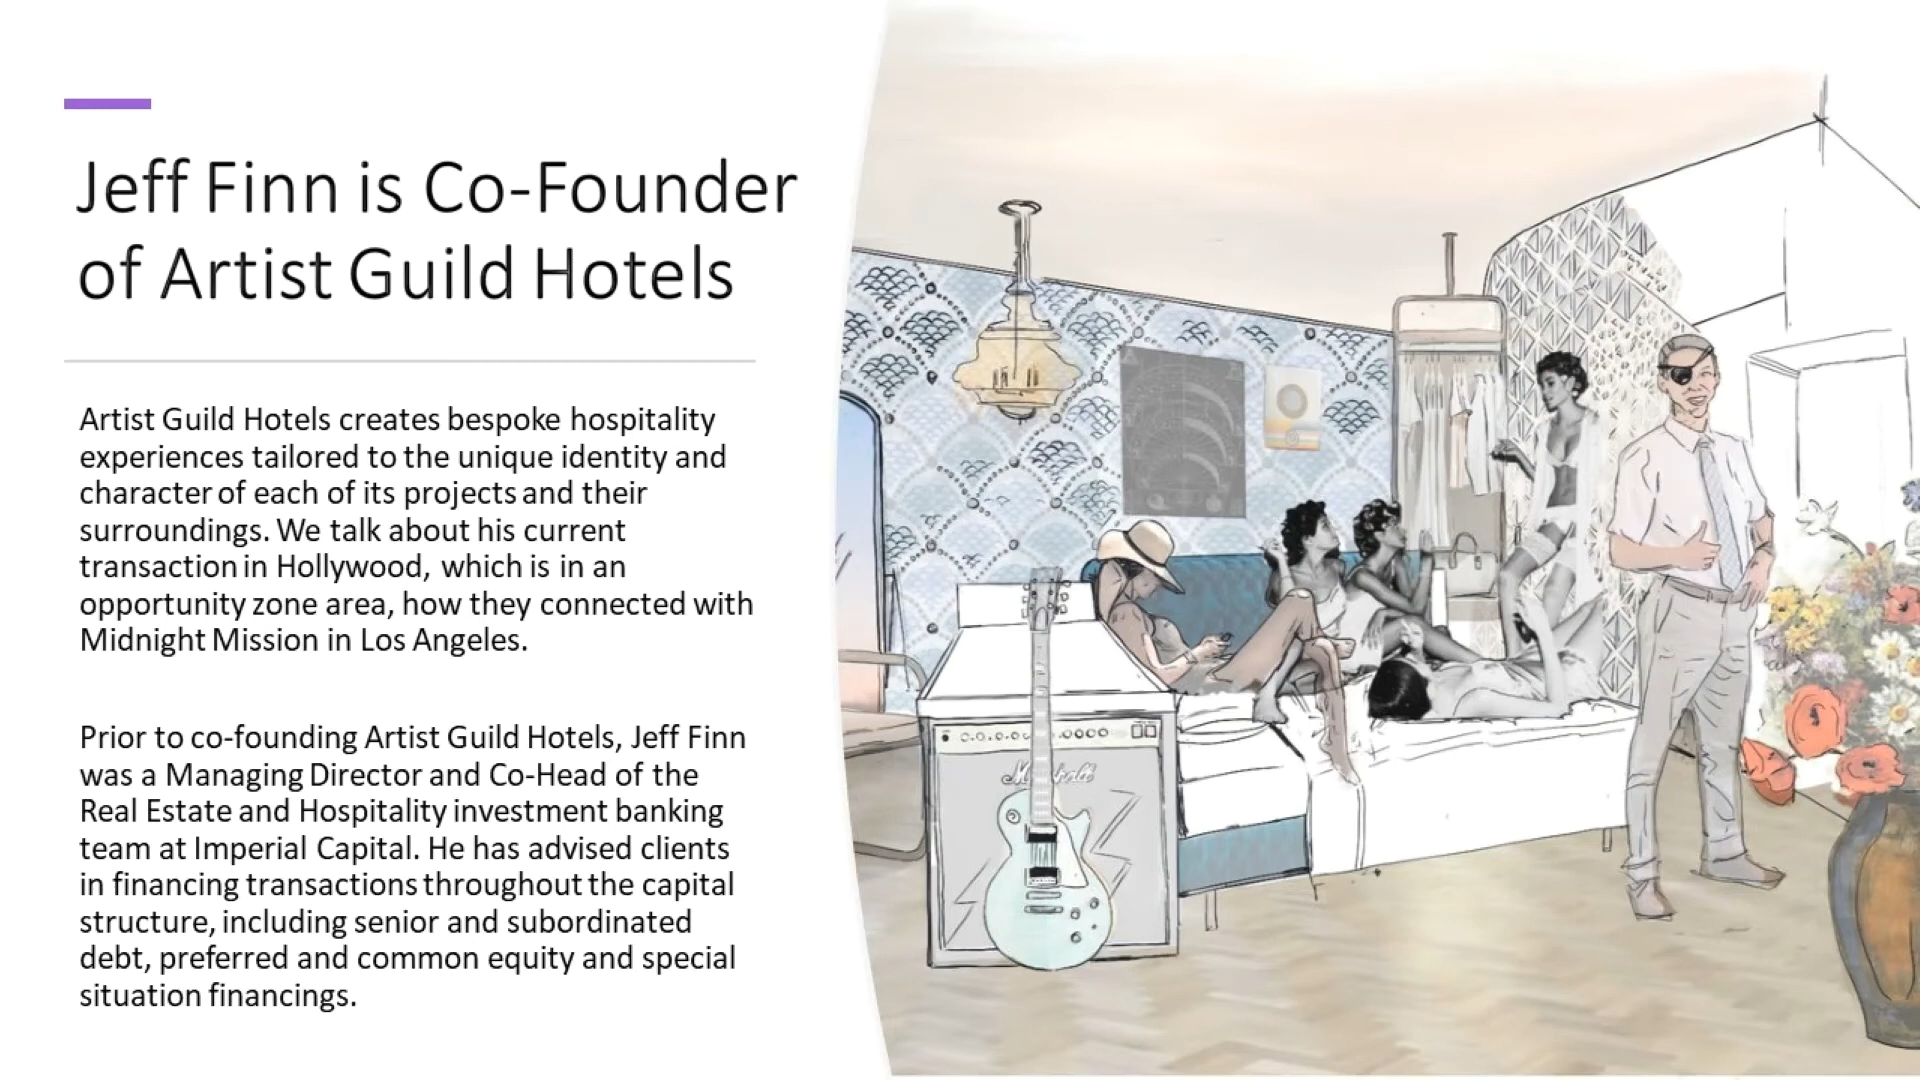 Jeff Finn is Co-Founder
of Artist Guild Hotels
Artist Guild Hotels creates bespoke hospitality
experiences tailored to the unique identity and
character of each of its projects and their
surroundings. We talk about his current
transaction in Hollywood, which is in an
opportunity zone area, how they connected with
Midnight Mission in Los Angeles.
Prior to co-founding Artist Guild Hotels, Jeff Finn
was a Managing Director and Co-Head of the
Real Estate and Hospitality investment banking
team at Imperial Capital. He has advised clients
in financing transactions throughout the capital
structure, including senior and subordinated
debt, preferred and common equity and special
situation financings.